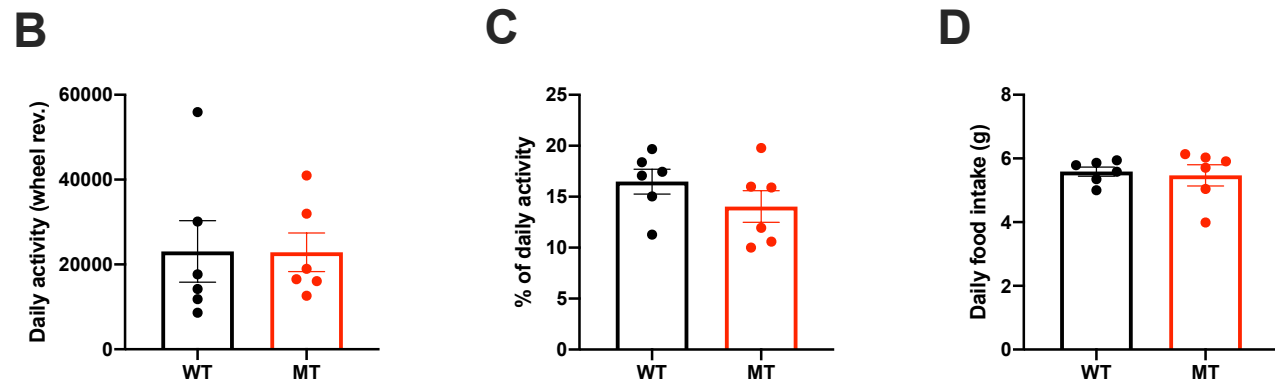 B
Daily activity (wheel rev.)
60000
40000
20000
0
WT MT
C
% of daily activity
25
20
15
10
5
0
WT MT
D
Daily food intake (g)
8
6
4
2
0
WT MT